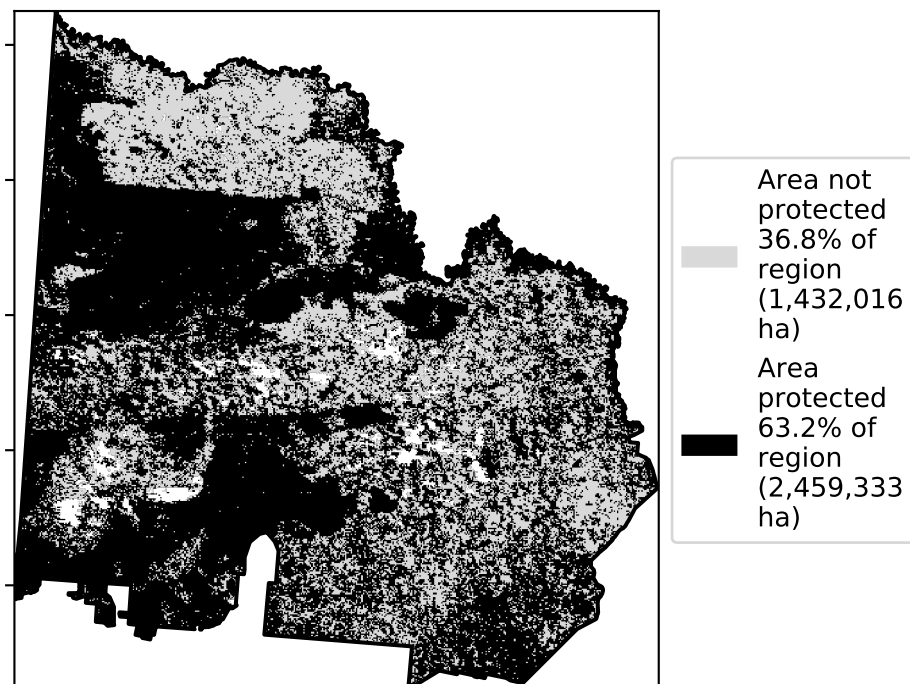 Area not
protected
36.8% of
region
(1,432,016
ha)
Area
protected
63.2% of
region
(2,459,333
ha)